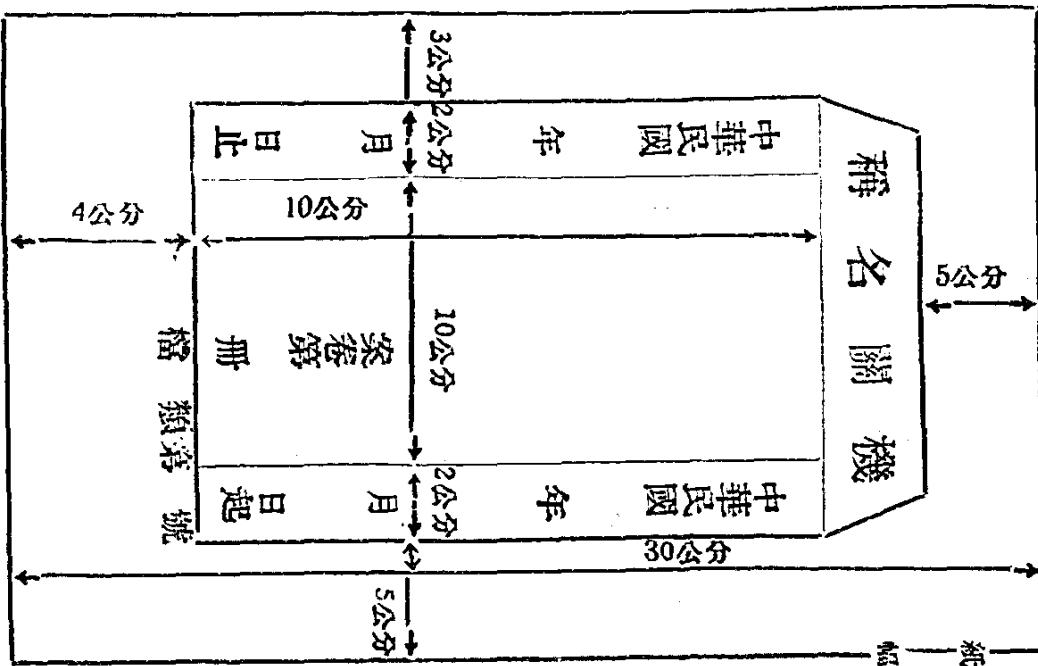 機關名稱
中華民國 年 月 日起
案卷第 冊
中華民國 年 月 日止
檔 類第 號
3公分
2公分
10公分
2公分
5公分
4公分
10公分
5公分
30公分